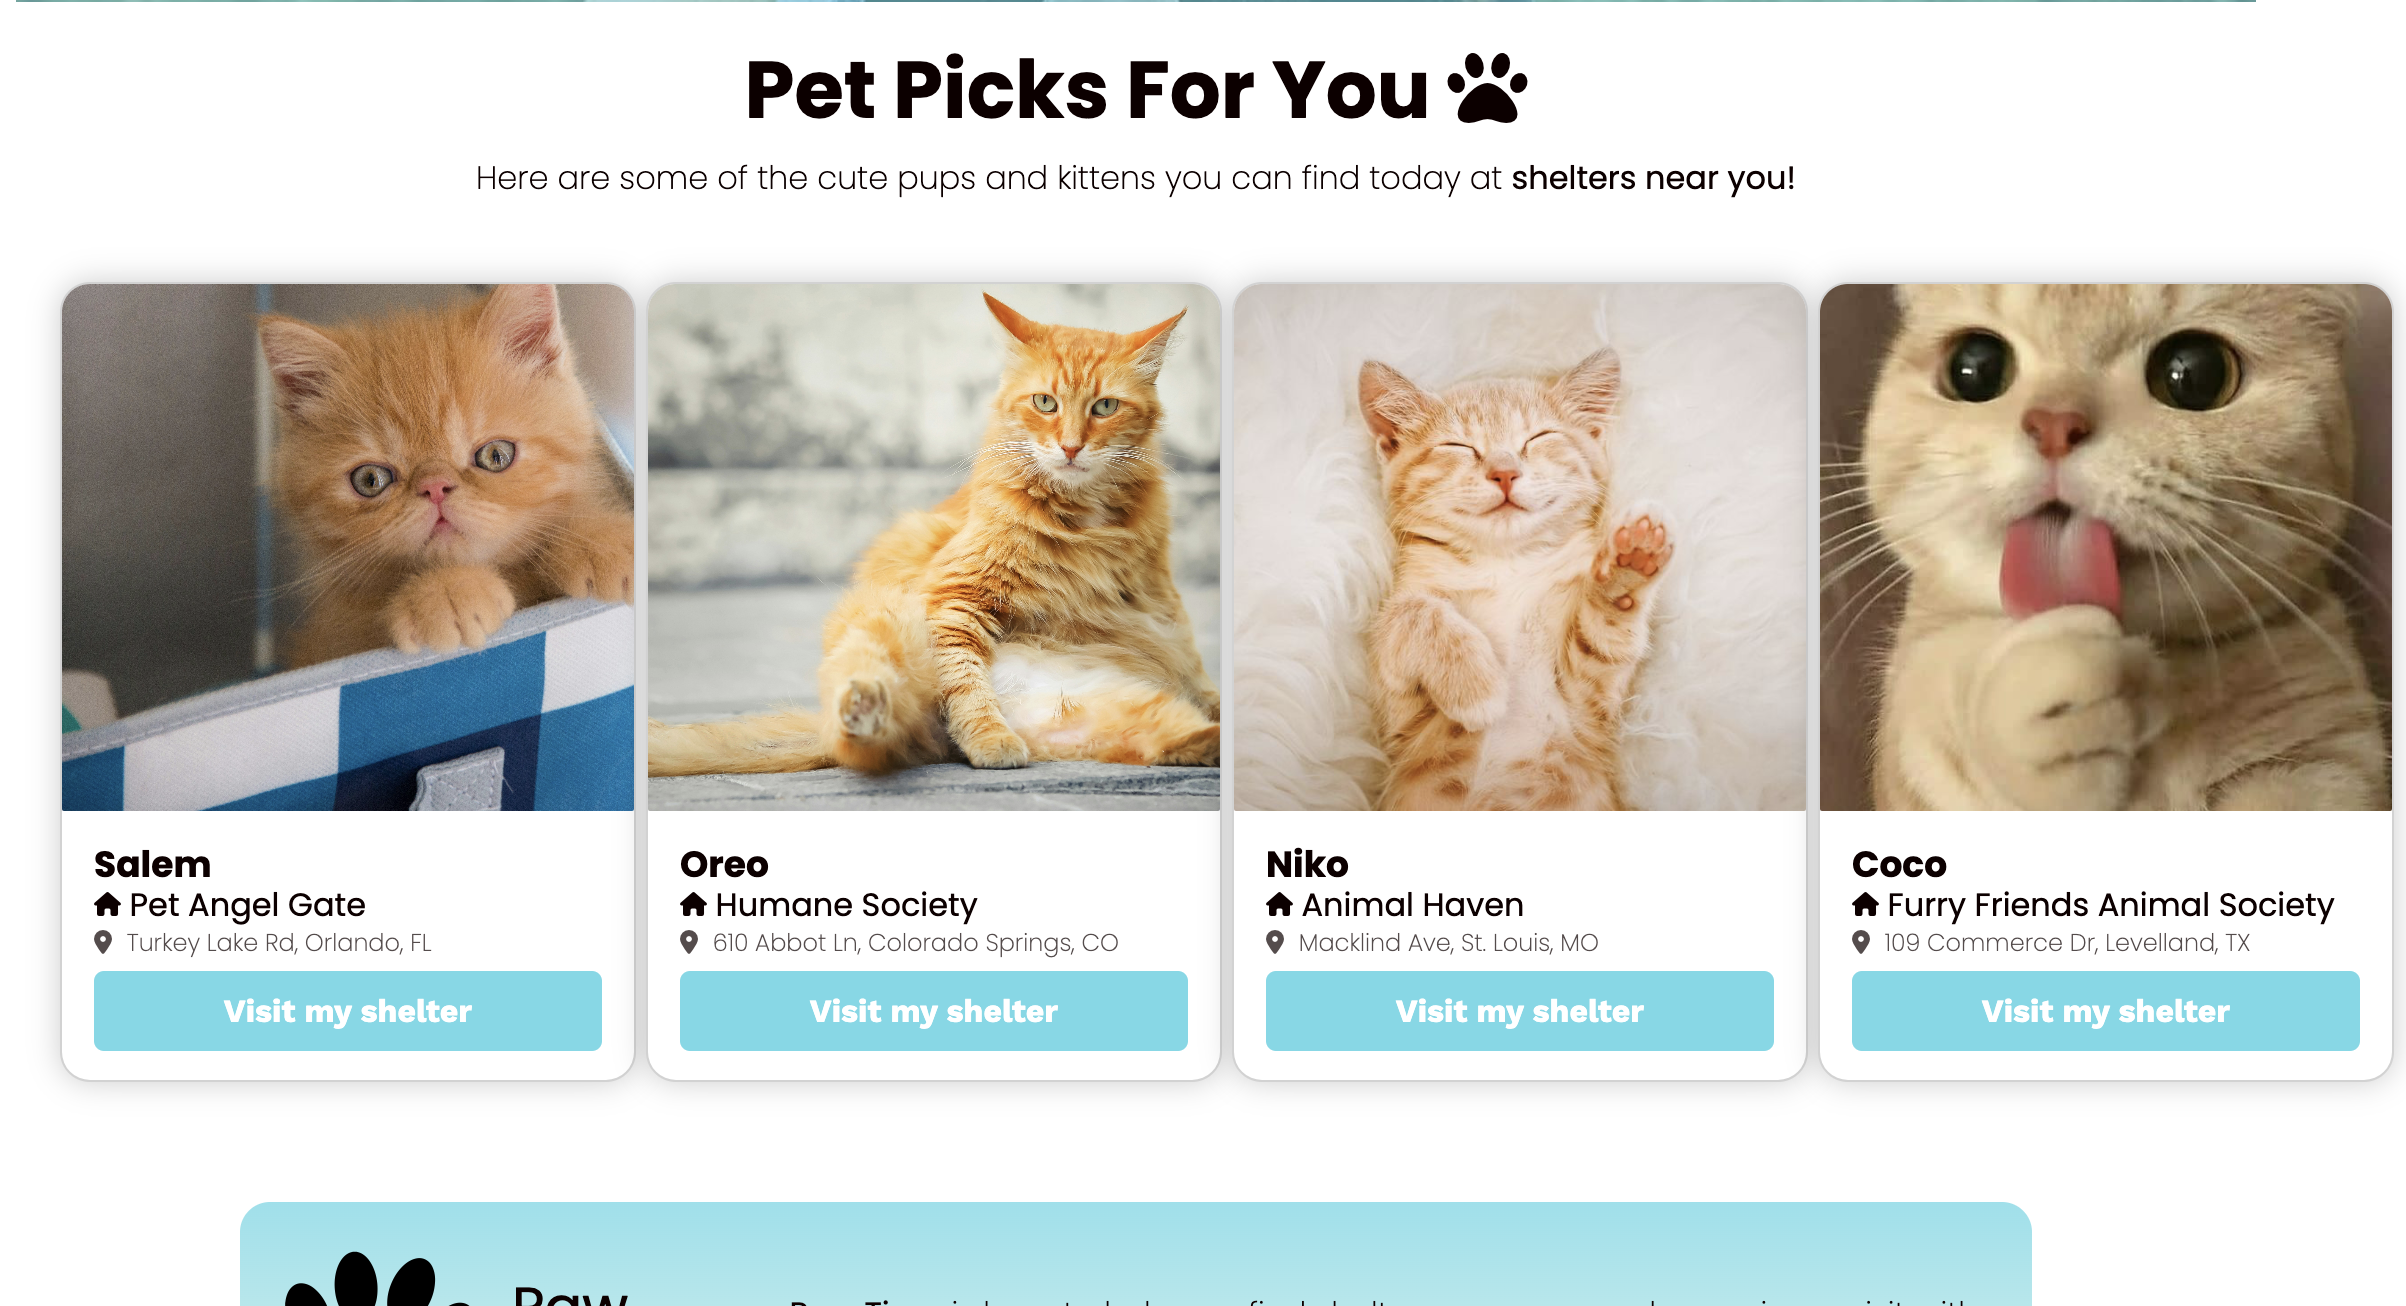 Pet Picks For You
Here are some of the cute pups and kittens you can find today at shelters near you!
Salem
Pet Angel Gate
Turkey Lake Rd, Orlando, FL
Visit my shelter
Oreo
Humane Society
610 Abbot Ln, Colorado Springs, CO
Visit my shelter
Niko
Animal Haven
Macklind Ave, St. Louis, MO
Visit my shelter
Coco
Furry Friends Animal Society
109 Commerce Dr, Levelland, TX
Visit my shelter
Paw